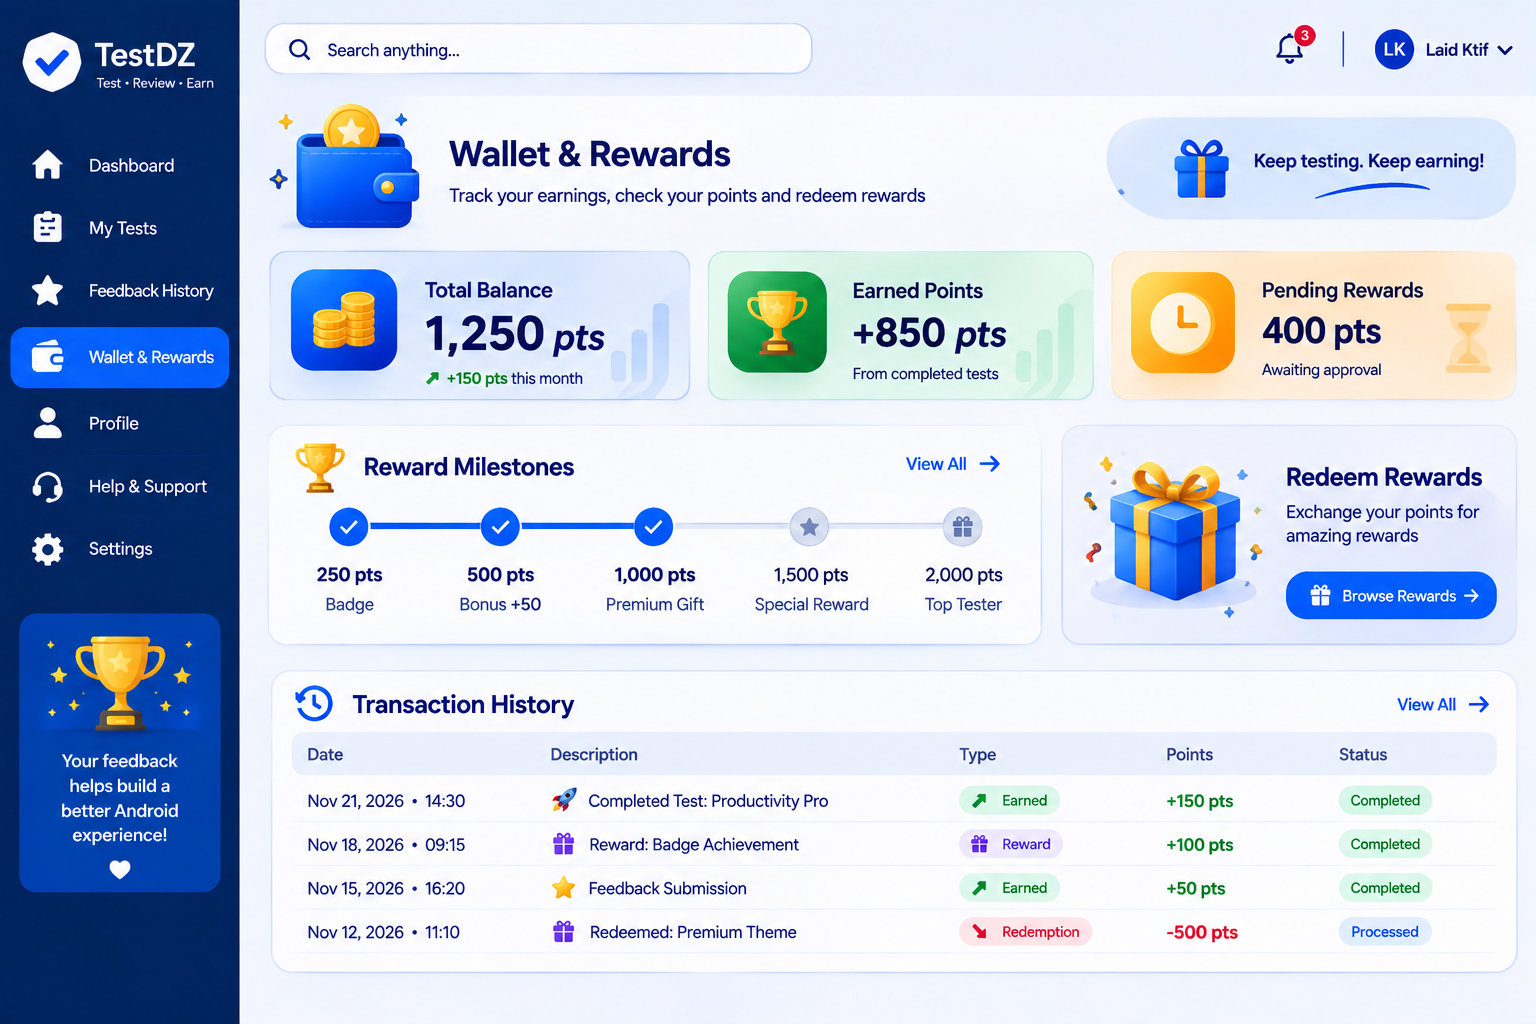 TestDZ
Test • Review • Earn
Dashboard
My Tests
Feedback History
Wallet & Rewards
Profile
Help & Support
Settings
Your feedback
helps build a
better Android
experience!
Search anything...
3
LK
Laid Ktif
Wallet & Rewards
Track your earnings, check your points and redeem rewards
Keep testing. Keep earning!
Total Balance
1,250 pts
+150 pts this month
Earned Points
+850 pts
From completed tests
Pending Rewards
400 pts
Awaiting approval
Reward Milestones
View All
250 pts
Badge
500 pts
Bonus +50
1,000 pts
Premium Gift
1,500 pts
Special Reward
2,000 pts
Top Tester
Redeem Rewards
Exchange your points for
amazing rewards
Browse Rewards
Transaction History
View All
Date Description Type Points Status
Nov 21, 2026 • 14:30 Completed Test: Productivity Pro Earned +150 pts Completed
Nov 18, 2026 • 09:15 Reward: Badge Achievement Reward +100 pts Completed
Nov 15, 2026 • 16:20 Feedback Submission Earned +50 pts Completed
Nov 12, 2026 • 11:10 Redeemed: Premium Theme Redemption -500 pts Processed